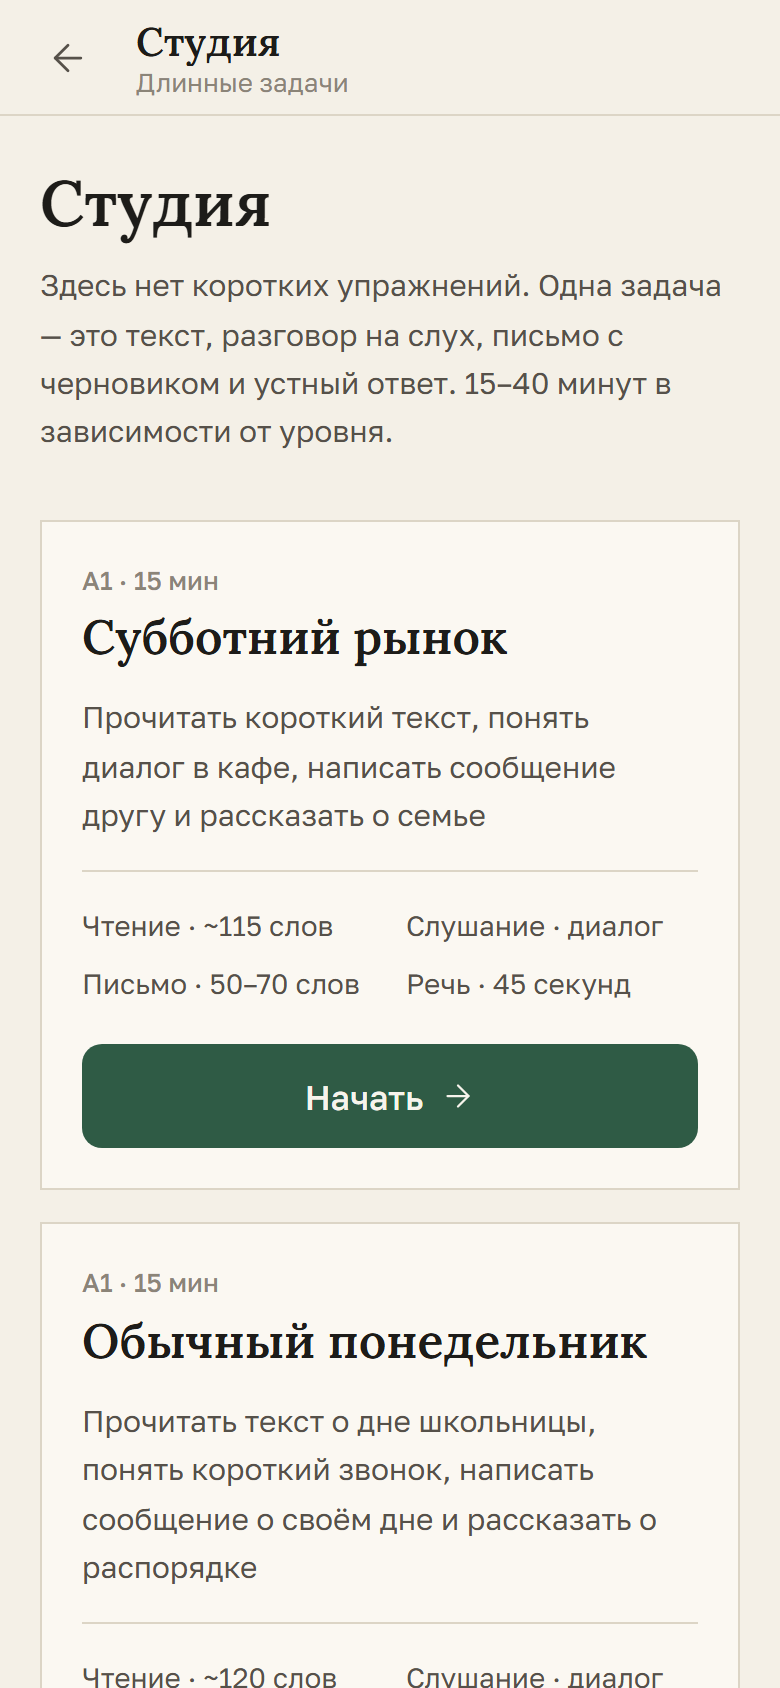 Студия
Длинные задачи
Студия
Здесь нет коротких упражнений. Одна задача
— это текст, разговор на слух, письмо с
черновиком и устный ответ. 15–40 минут в
зависимости от уровня.
A1 · 15 мин
Субботний рынок
Прочитать короткий текст, понять
диалог в кафе, написать сообщение
другу и рассказать о семье
Чтение · ~115 слов
Слушание · диалог
Письмо · 50–70 слов
Речь · 45 секунд
Начать →
A1 · 15 мин
Обычный понедельник
Прочитать текст о дне школьницы,
понять короткий звонок, написать
сообщение о своём дне и рассказать о
распорядке
Чтение · ~120 слов
Слушание · диалог